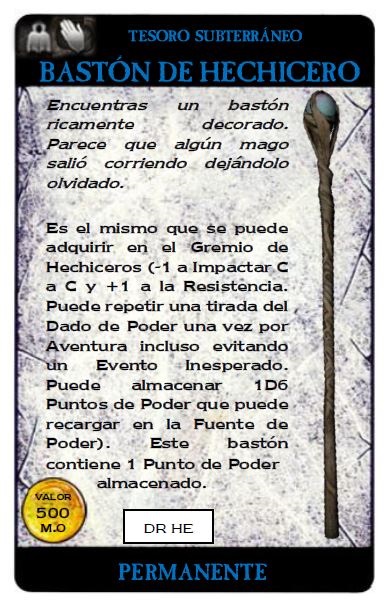 TESORO SUBTERRÁNEO
BASTÓN DE HECHICERO
Encuentras un bastón
ricamente decorado.
Parece que algún mago
salió corriendo dejándolo
olvidado.
Es el mismo que se puede
adquirir en el Gremio de
Hechiceros (-1 a Impactar C
a C y +1 a la Resistencia.
Puede repetir una tirada del
Dado de Poder una vez por
Aventura incluso evitando
un Evento Inesperado.
Puede almacenar 1D6
Puntos de Poder que puede
recargar en la Fuente de
Poder). Este bastón
contiene 1 Punto de Poder
almacenado.
VALOR
500
M.O
DR HE
PERMANENTE